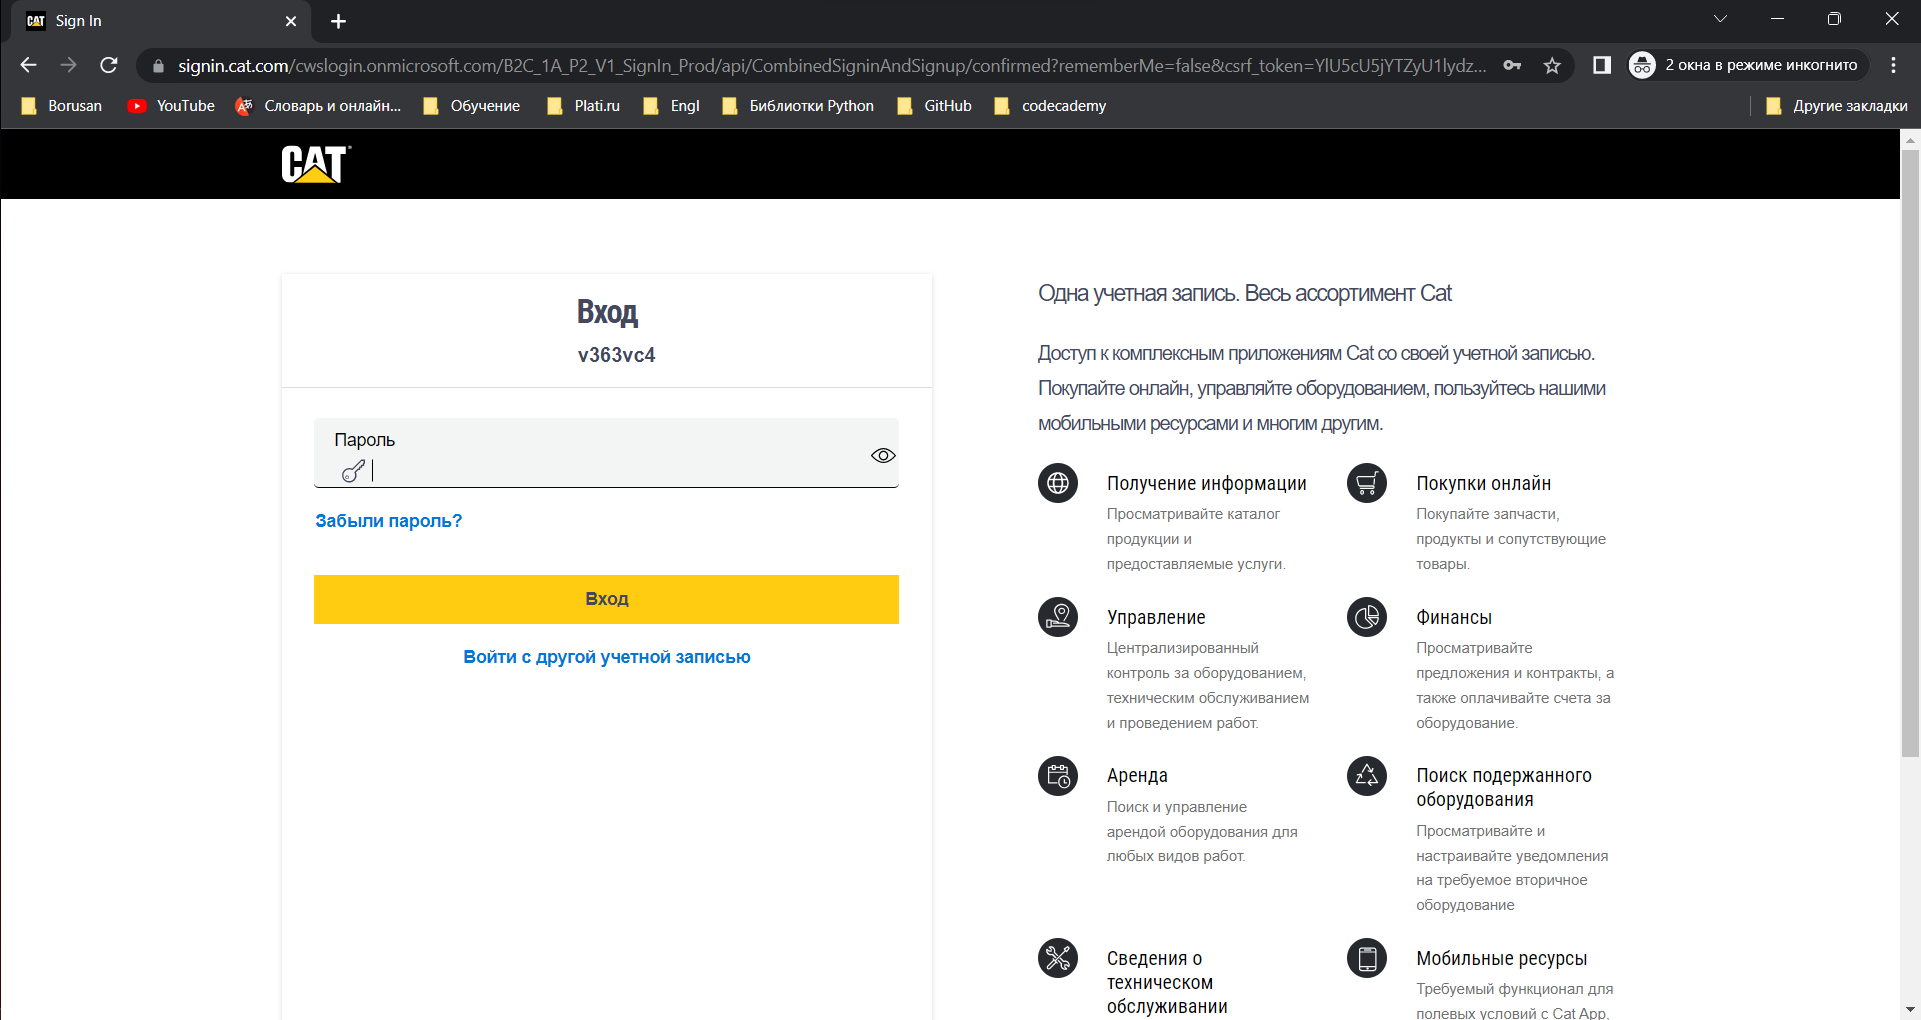 CAT Sign In
signin.cat.com/cwslogin.onmicrosoft.com/B2C_1A_P2_V1_SignIn_Prod/api/CombinedSigninAndSignup/confirmed?rememberMe=false&csrf_token=YlU5cU5jYTZyU1lydz...
2 окна в режиме инкогнито
Borusan YouTube Словарь и онлайн... Обучение Plati.ru Engl Библиотки Python GitHub codecademy Другие закладки
CAT
Вход
v363vc4
Пароль
Забыли пароль?
Вход
Войти с другой учетной записью
Одна учетная запись. Весь ассортимент Cat
Доступ к комплексным приложениям Cat со своей учетной записью.
Покупайте онлайн, управляйте оборудованием, пользуйтесь нашими
мобильными ресурсами и многим другим.
Получение информации
Просматривайте каталог
продукции и
предоставляемые услуги.
Покупки онлайн
Покупайте запчасти,
продукты и сопутствующие
товары.
Управление
Централизированный
контроль за оборудованием,
техническим обслуживанием
и проведением работ.
Финансы
Просматривайте
предложения и контракты, а
также оплачивайте счета за
оборудование.
Аренда
Поиск и управление
арендой оборудования для
любых видов работ.
Поиск подержанного
оборудования
Просматривайте и
настраивайте уведомления
на требуемое вторичное
оборудование
Сведения о
техническом
обслуживании
Мобильные ресурсы
Требуемый функционал для
полевых условий с Cat App,